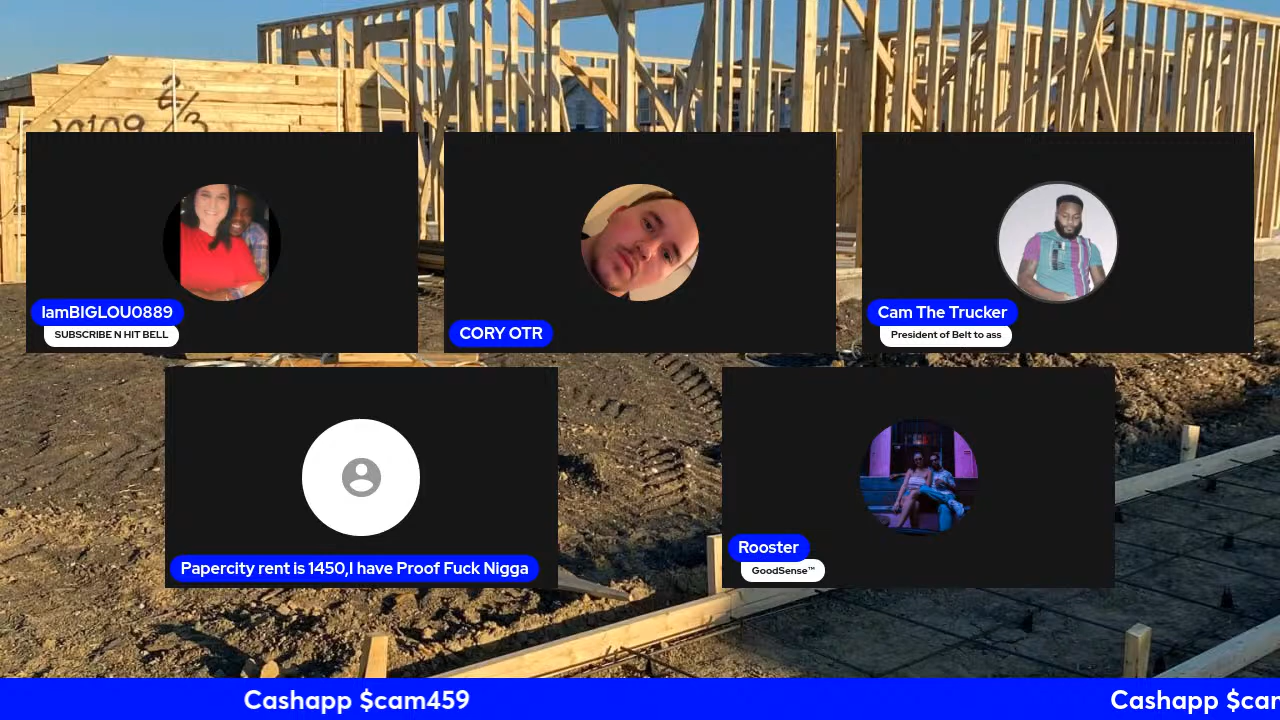 IamBIGLOU0889
SUBSCRIBE N HIT BELL
CORY OTR
Cam The Trucker
President of Belt to ass
Papercity rent is 1450,I have Proof Fuck Nigga
Rooster
GoodSense™
Cashapp $cam459
Cashapp $car